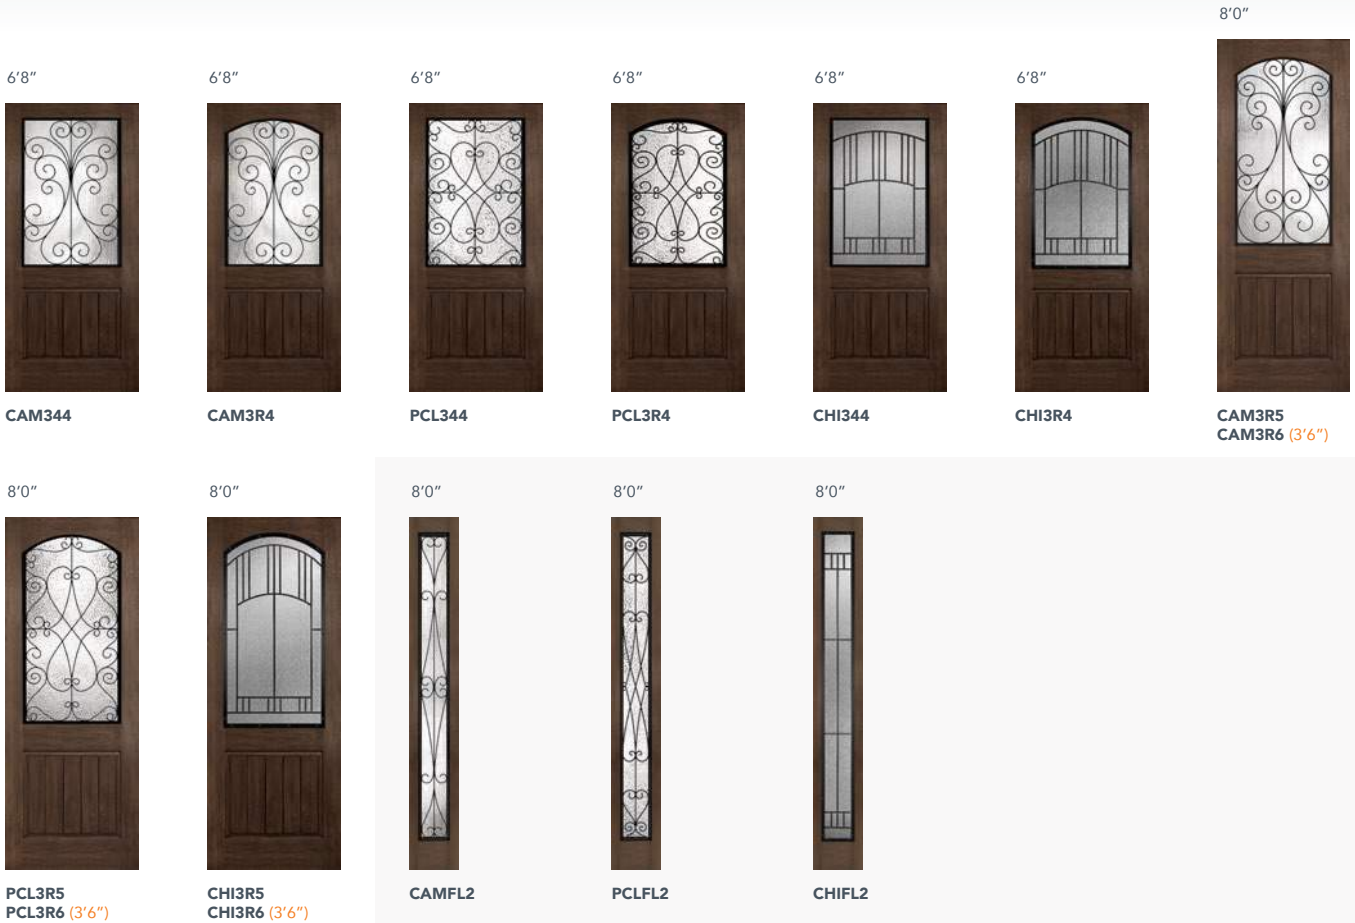 8’0”
6’8”
6’8”
6’8”
6’8”
6’8”
6’8”
CAM344
CAM3R4
PCL344
PCL3R4
CHI344
CHI3R4
CAM3R5
CAM3R6 (3’6”)
8’0”
8’0”
8’0”
8’0”
8’0”
PCL3R5
PCL3R6 (3’6”)
CHI3R5
CHI3R6 (3’6”)
CAMFL2
PCLFL2
CHIFL2